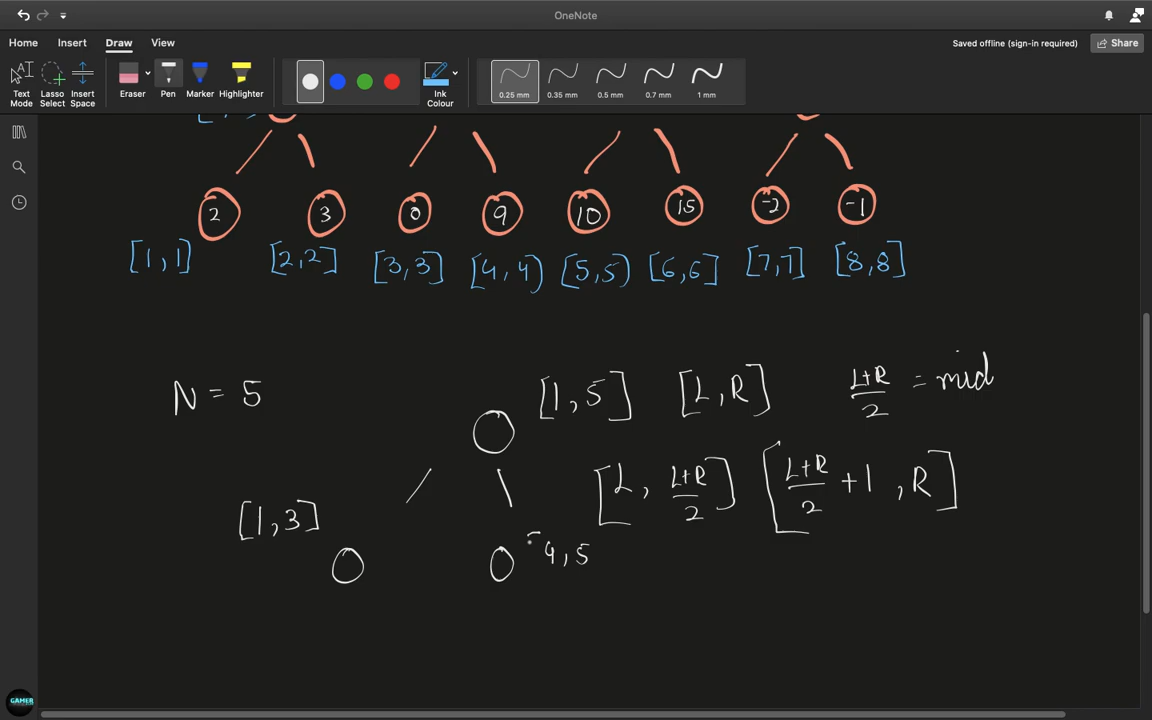 OneNote
Home Insert Draw View
Saved offline (sign-in required) Share
Text Mode Lasso Select Insert Space Eraser Pen Marker Highlighter Ink Colour 0.25 mm 0.35 mm 0.5 mm 0.7 mm 1 mm
2 3 0 9 10 15 -2 -1
[1,1] [2,2] [3,3] [4,4) [5,5) [6,6] [7,7] [8,8]
N = 5 [1,5] [L,R] L+R/2 = mid
[L, L+R/2) [L+R/2 +1, R]
[1,3]
4,5
GAMER